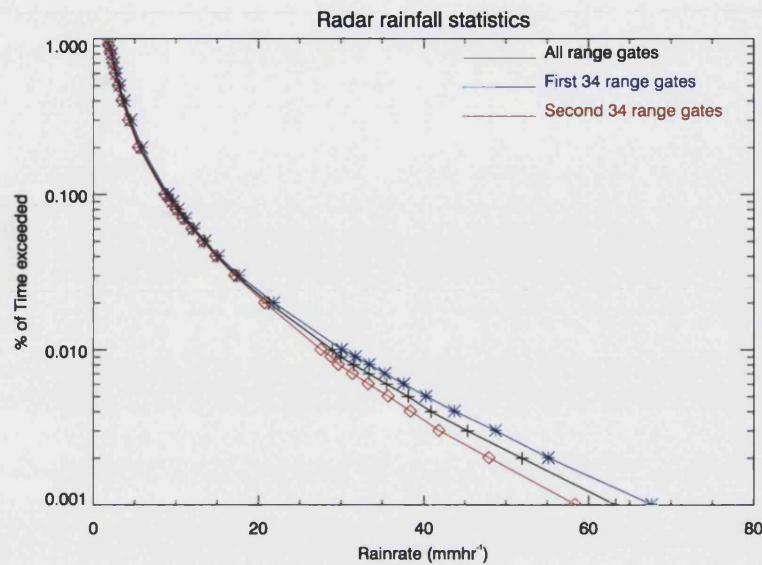 Radar rainfall statistics
All range gates
First 34 range gates
Second 34 range gates
% of Time exceeded
1.000
0.100
0.010
0.001
0 20 40 60 80
Rainrate (mmhr⁻¹)